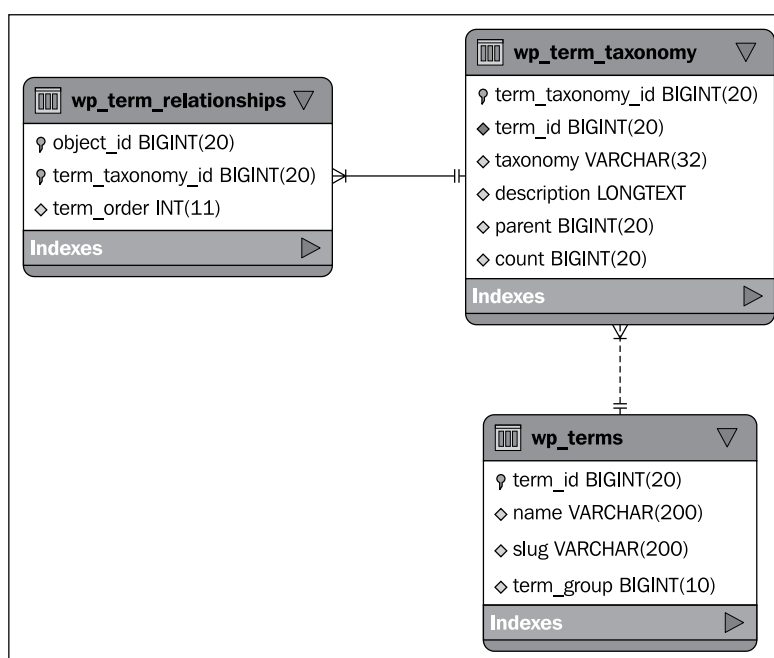 wp_term_relationships
object_id BIGINT(20)
term_taxonomy_id BIGINT(20)
term_order INT(11)
Indexes
wp_term_taxonomy
term_taxonomy_id BIGINT(20)
term_id BIGINT(20)
taxonomy VARCHAR(32)
description LONGTEXT
parent BIGINT(20)
count BIGINT(20)
Indexes
wp_terms
term_id BIGINT(20)
name VARCHAR(200)
slug VARCHAR(200)
term_group BIGINT(10)
Indexes